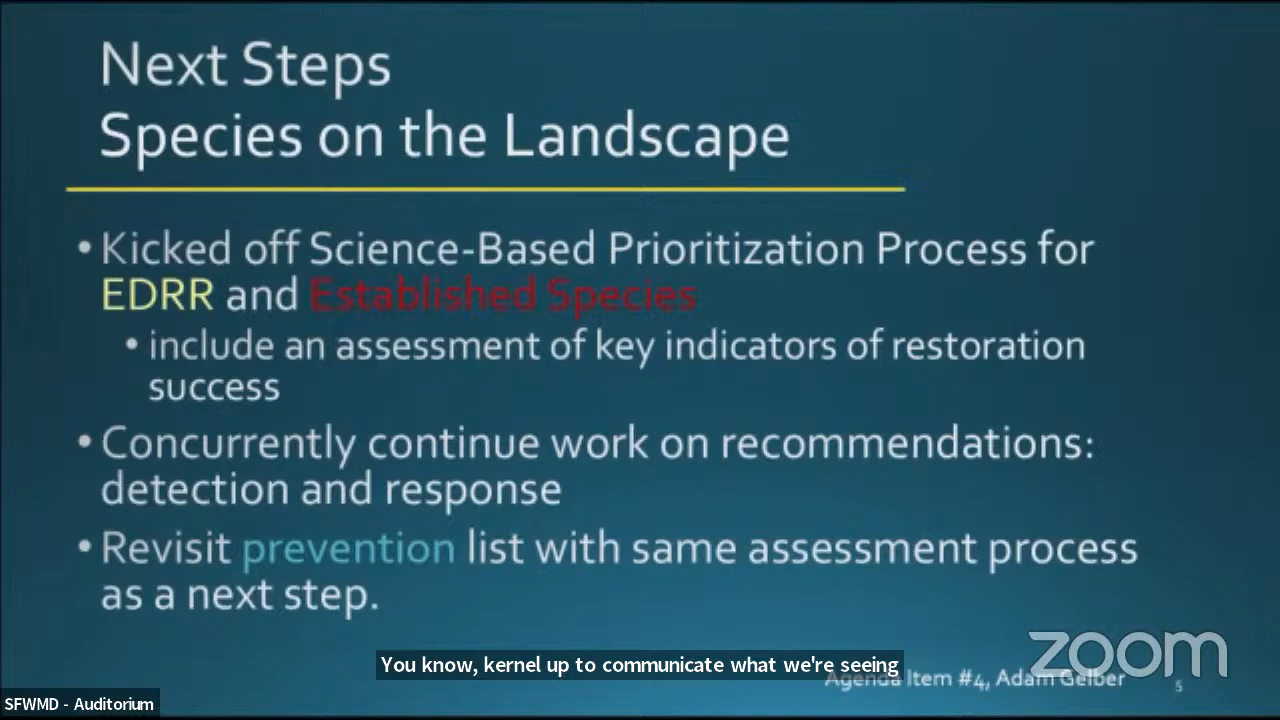 Next Steps
Species on the Landscape
• Kicked off Science-Based Prioritization Process for
EDRR and Established Species
• include an assessment of key indicators of restoration
success
• Concurrently continue work on recommendations:
detection and response
• Revisit prevention list with same assessment process
as a next step.
You know, kernel up to communicate what we're seeing
zoom
Agenda Item #4, Adam Gelber
5
SFWMD - Auditorium